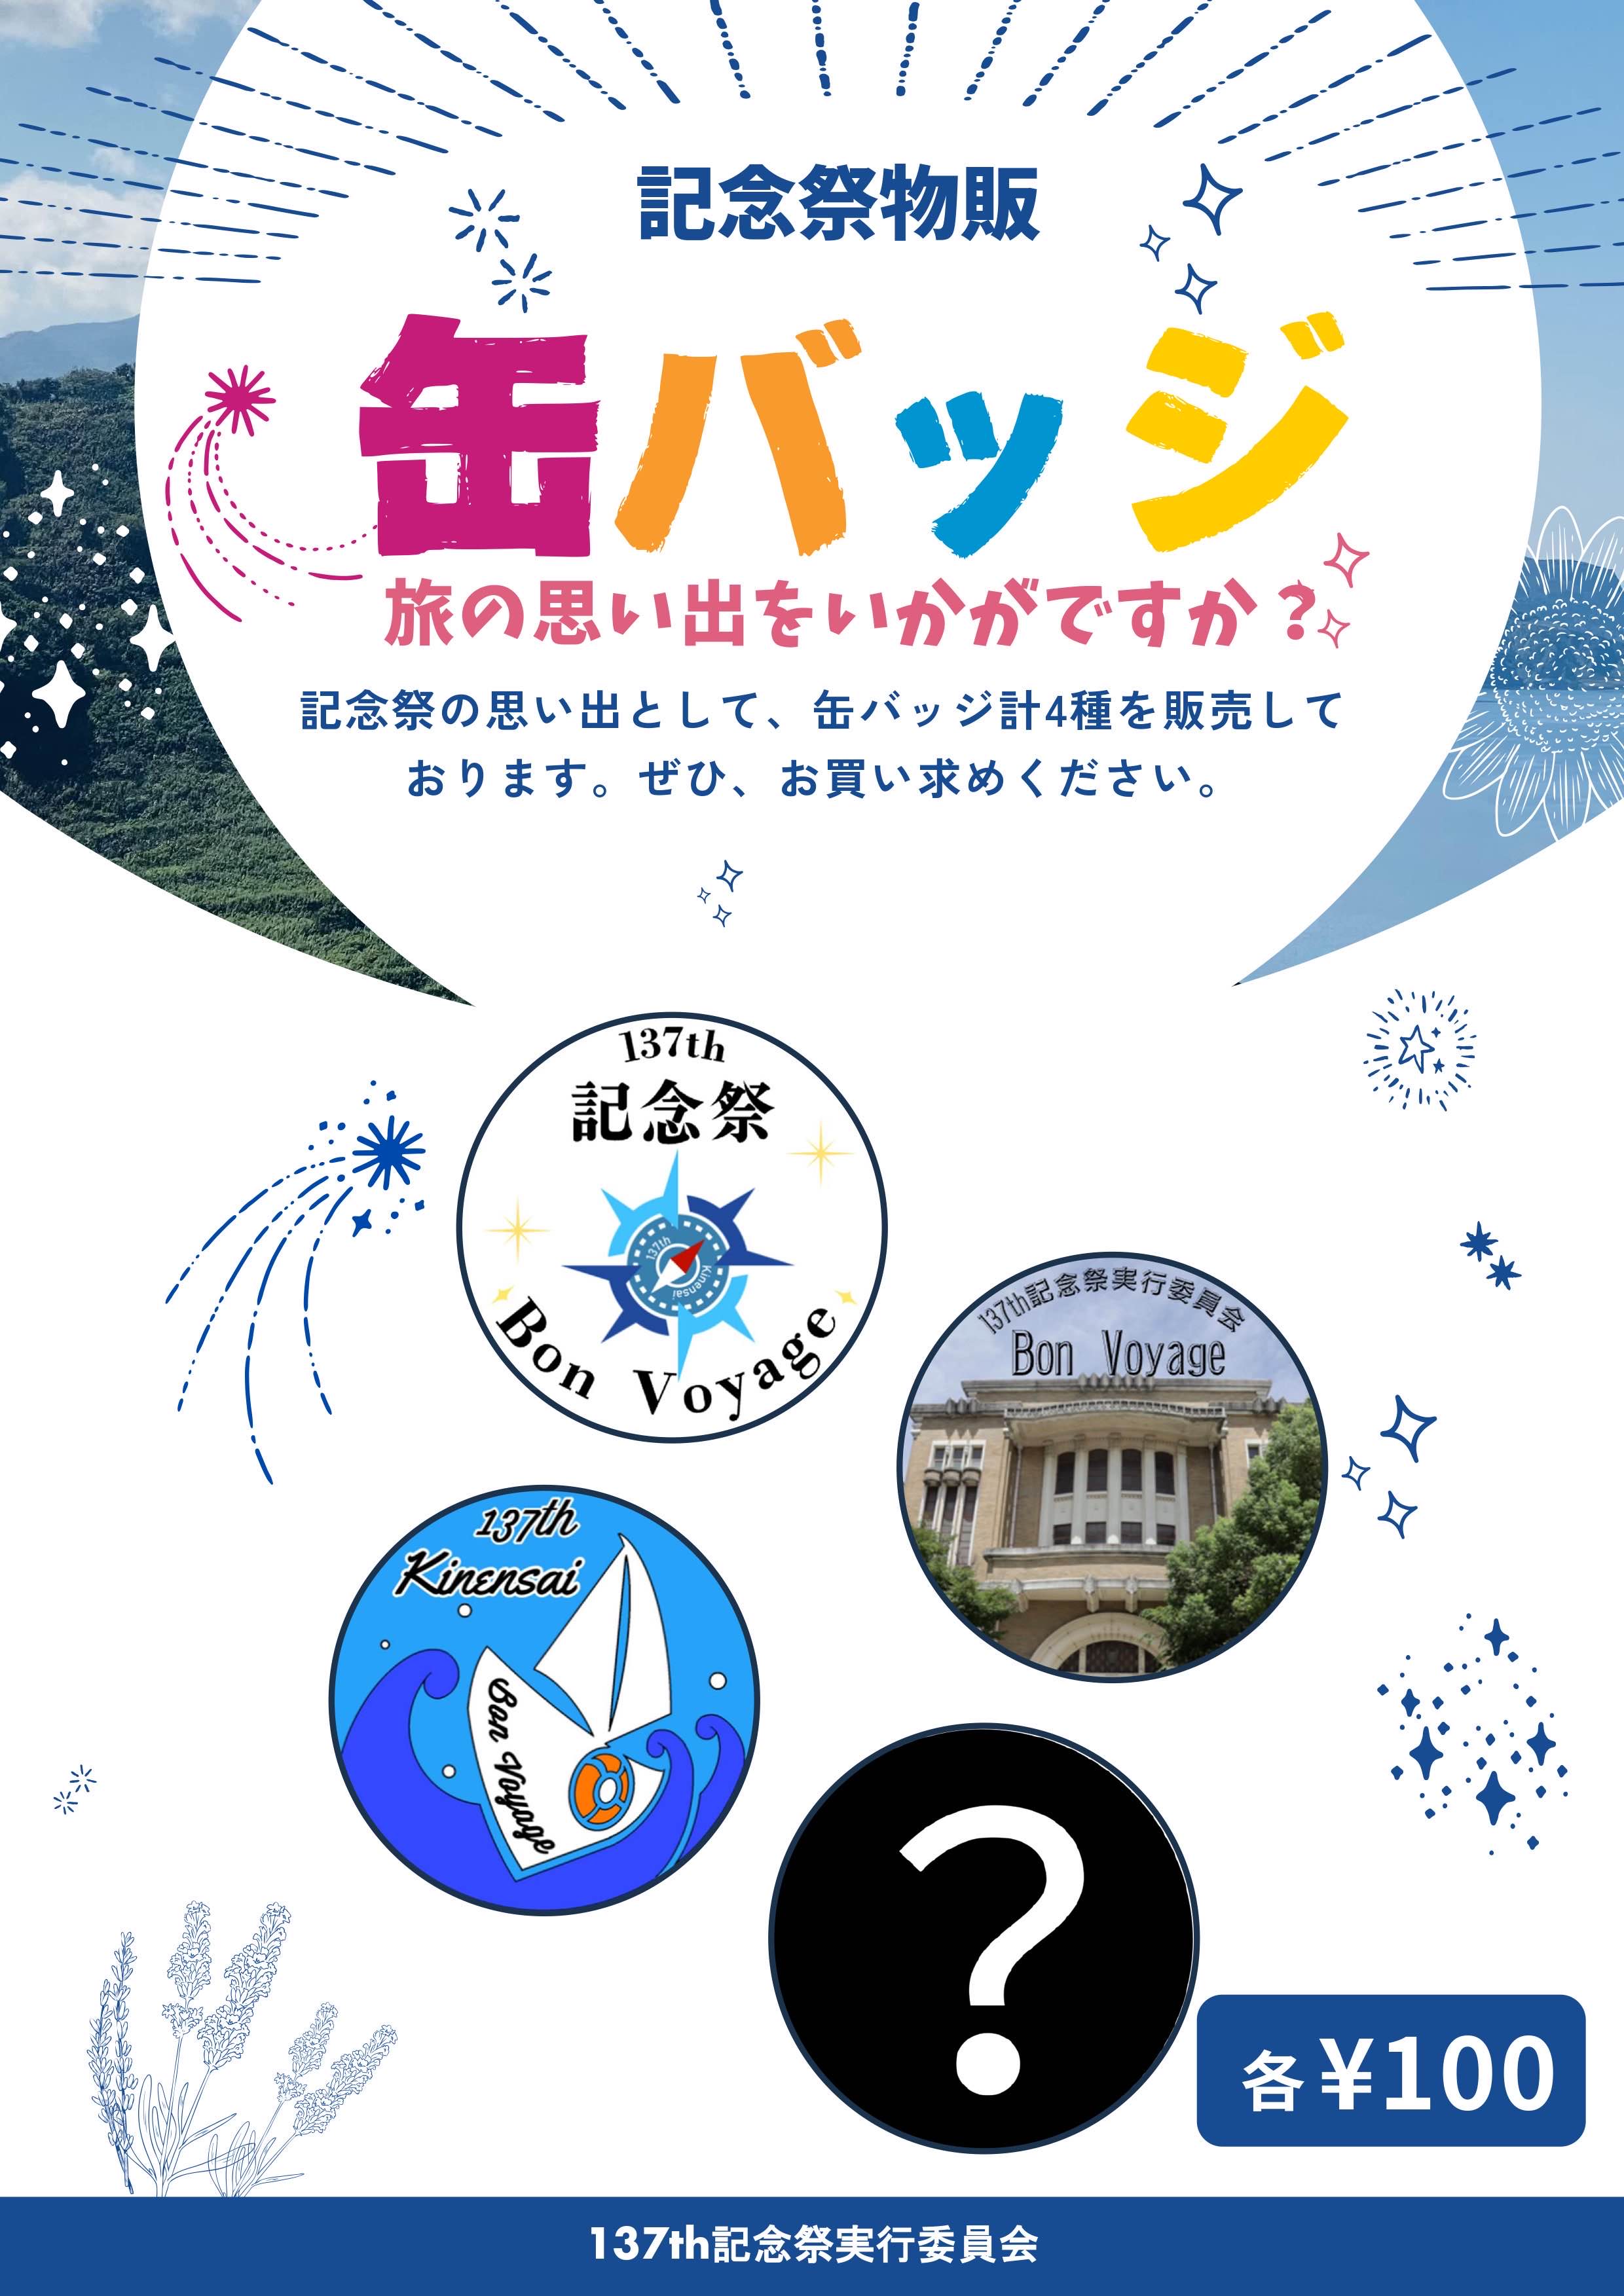 記念祭物販
缶バッジ
旅の思い出をいかがですか？
記念祭の思い出として、缶バッジ計4種を販売して
おります。ぜひ、お買い求めください。
137th
記念祭
137th
Kinensai
Bon Voyage
137th記念祭実行委員会
Bon Voyage
137th
Kinensai
Bon Voyage
?
各¥100
137th記念祭実行委員会